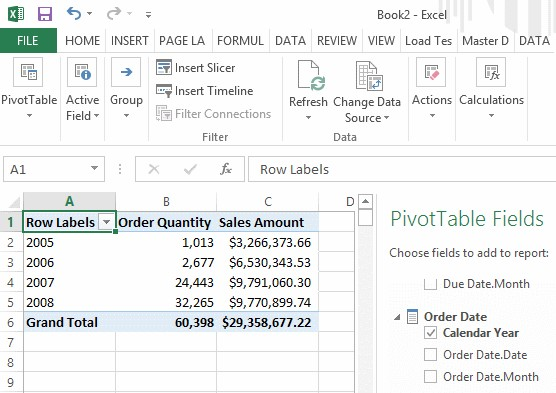 Book2 - Excel
FILE HOME INSERT PAGE LA FORMUL DATA REVIEW VIEW Load Tes Master D DATA
PivotTable
Active Field
Group
Insert Slicer
Insert Timeline
Filter Connections
Filter
Refresh
Change Data Source
Data
Actions
Calculations
A1 fx Row Labels
A B C D
1 Row Labels Order Quantity Sales Amount
2 2005 1,013 $3,266,373.66
3 2006 2,677 $6,530,343.53
4 2007 24,443 $9,791,060.30
5 2008 32,265 $9,770,899.74
6 Grand Total 60,398 $29,358,677.22
7
8
9
PivotTable Fields
Choose fields to add to report:
Due Date.Month
Order Date
Calendar Year
Order Date.Date
Order Date.Month